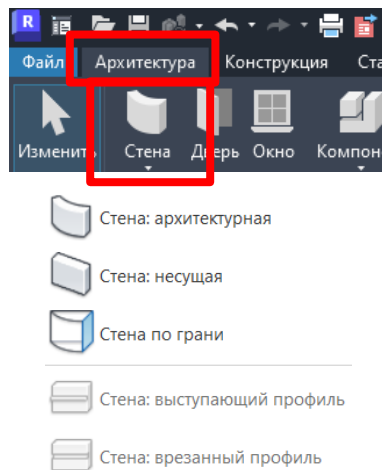 R
Файл Архитектура Конструкция Ста
Изменить Стена Дверь Окно Компон
Стена: архитектурная
Стена: несущая
Стена по грани
Стена: выступающий профиль
Стена: врезанный профиль